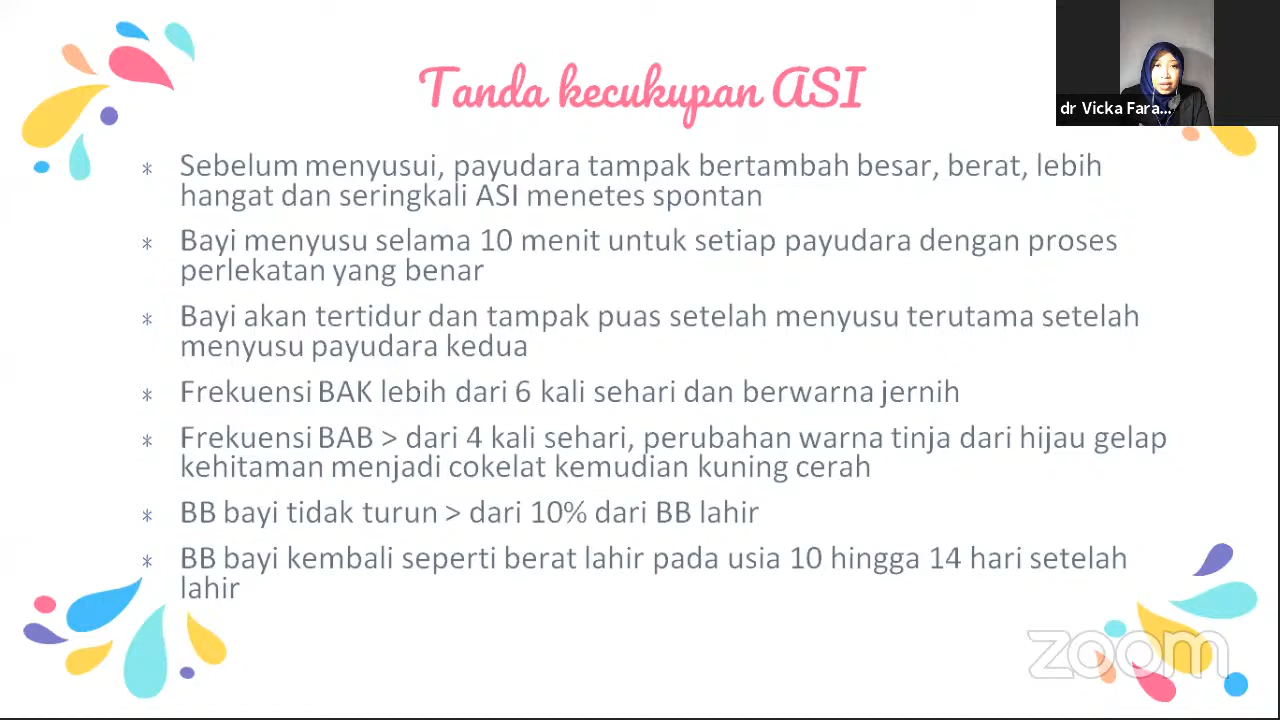 Tanda kecukupan ASI
dr Vicka Fara...
* Sebelum menyusui, payudara tampak bertambah besar, berat, lebih
hangat dan seringkali ASI menetes spontan
* Bayi menyusu selama 10 menit untuk setiap payudara dengan proses
perlekatan yang benar
* Bayi akan tertidur dan tampak puas setelah menyusu terutama setelah
menyusu payudara kedua
* Frekuensi BAK lebih dari 6 kali sehari dan berwarna jernih
* Frekuensi BAB > dari 4 kali sehari, perubahan warna tinja dari hijau gelap
kehitaman menjadi cokelat kemudian kuning cerah
* BB bayi tidak turun > dari 10% dari BB lahir
* BB bayi kembali seperti berat lahir pada usia 10 hingga 14 hari setelah
lahir
zoom